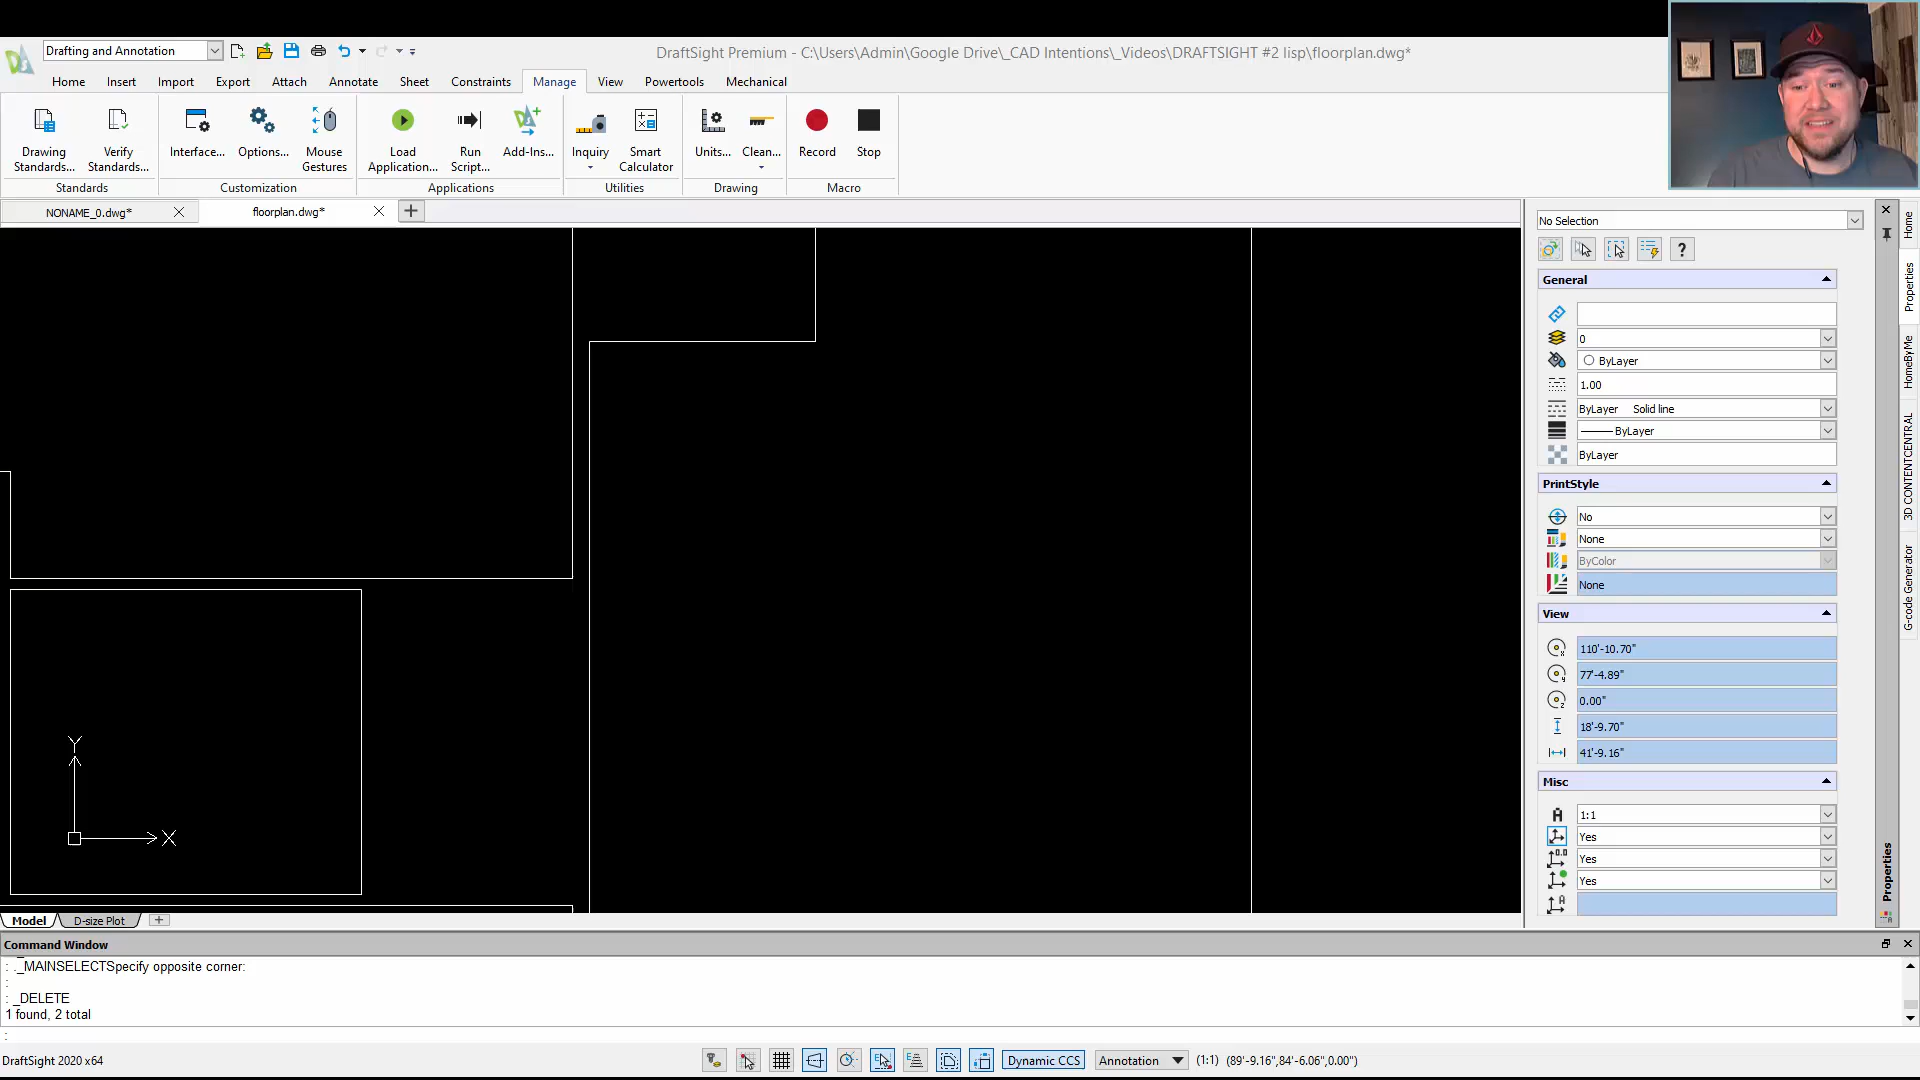 Drafting and Annotation
DraftSight Premium - C:\Users\Admin\Google Drive\_CAD Intentions\_Videos\DRAFTSIGHT #2 lisp\floorplan.dwg*
Home Insert Import Export Attach Annotate Sheet Constraints Manage View Powertools Mechanical
Drawing Standards...
Verify Standards...
Interface...
Options...
Mouse Gestures
Load Application...
Run Script...
Add-Ins...
Inquiry
Smart Calculator
Units...
Clean...
Record
Stop
Standards Customization Applications Utilities Drawing Macro
NONAME_0.dwg*
floorplan.dwg*
Y
X
Model
D-size Plot
No Selection
?
General
0
ByLayer
1.00
ByLayer Solid line
ByLayer
ByLayer
PrintStyle
No
None
ByColor
None
View
110'-10.70"
77'-4.89"
0.00"
18'-9.70"
41'-9.16"
Misc
1:1
Yes
Yes
Yes
Home
Properties
HomeByMe
3D CONTENTCENTRAL
G-code Generator
Properties
Command Window
: ._MAINSELECTSpecify opposite corner:
:
: _DELETE
1 found, 2 total
:
DraftSight 2020 x64
Dynamic CCS
Annotation
(1:1) (89'-9.16",84'-6.06",0.00")